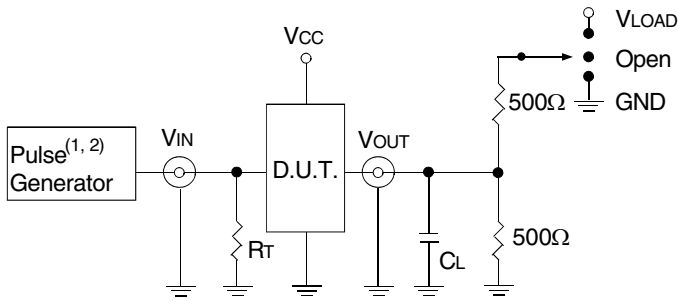 VLOAD
VCC
Open
500Ω
GND
Pulse(1, 2)
Generator
VIN
D.U.T.
VOUT
RT
CL
500Ω